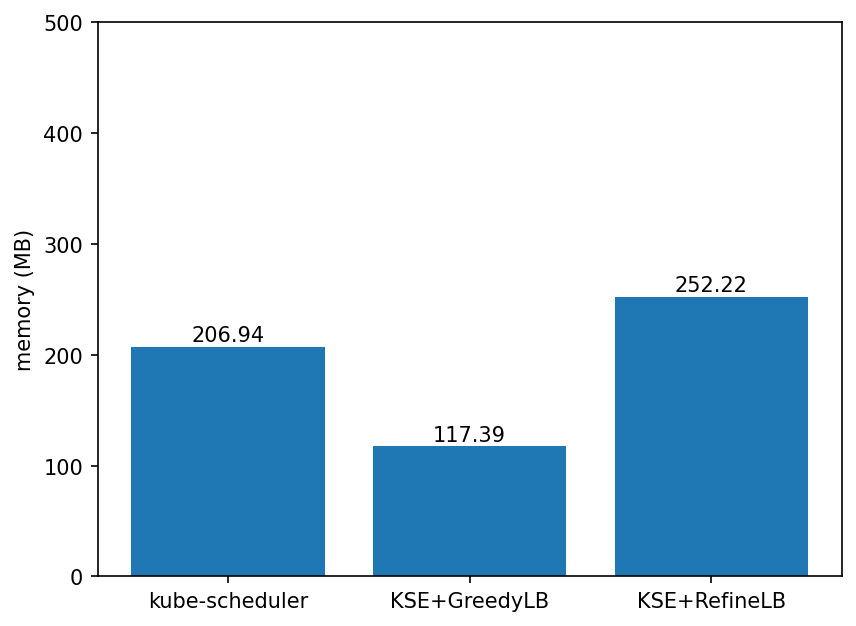 500
400
300
200
100
0
memory (MB)
206.94
117.39
252.22
kube-scheduler
KSE+GreedyLB
KSE+RefineLB